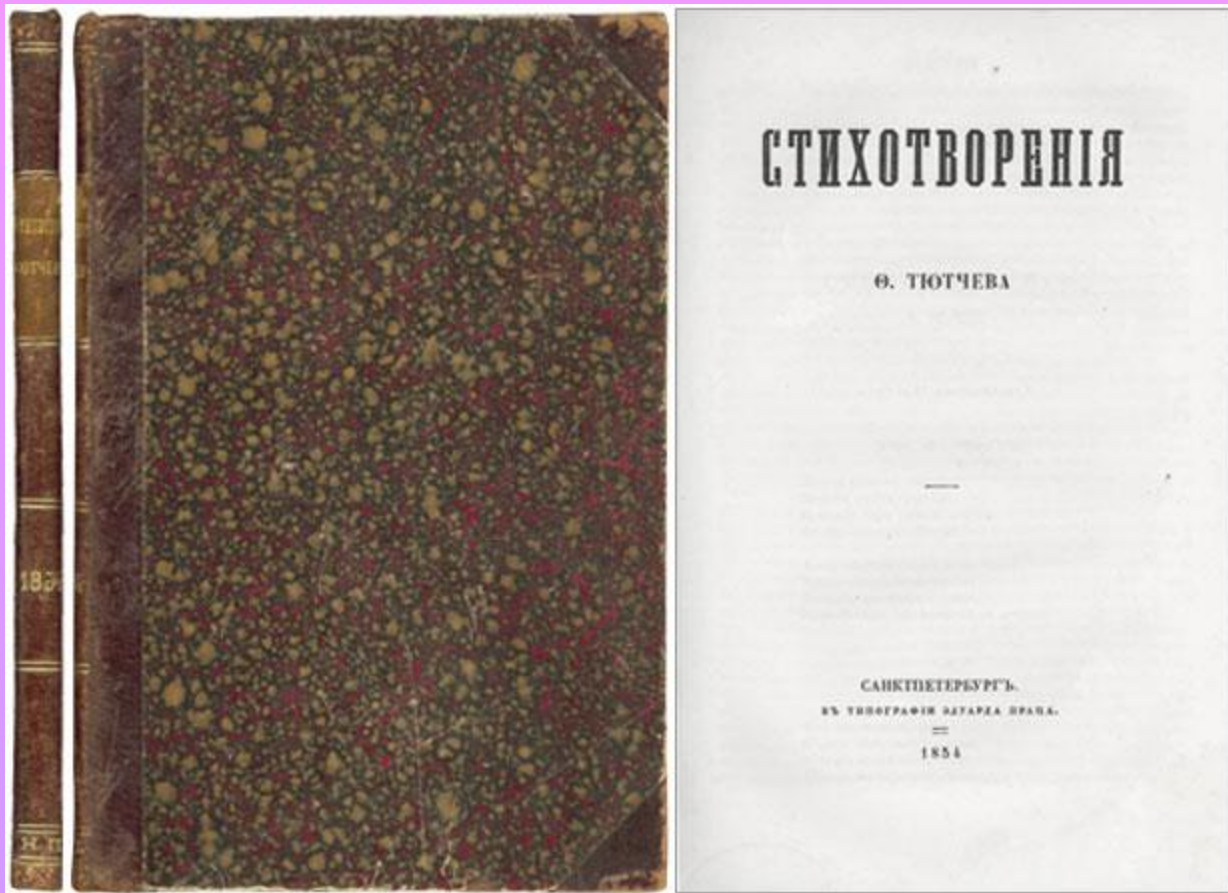 Н П
СТИХОТВОРЕНІЯ
Ѳ. ТЮТЧЕВА
САНКТПЕТЕРБУРГЪ.
ВЪ ТИПОГРАФІИ ЭДУАРДА ПРАЦА.
1854